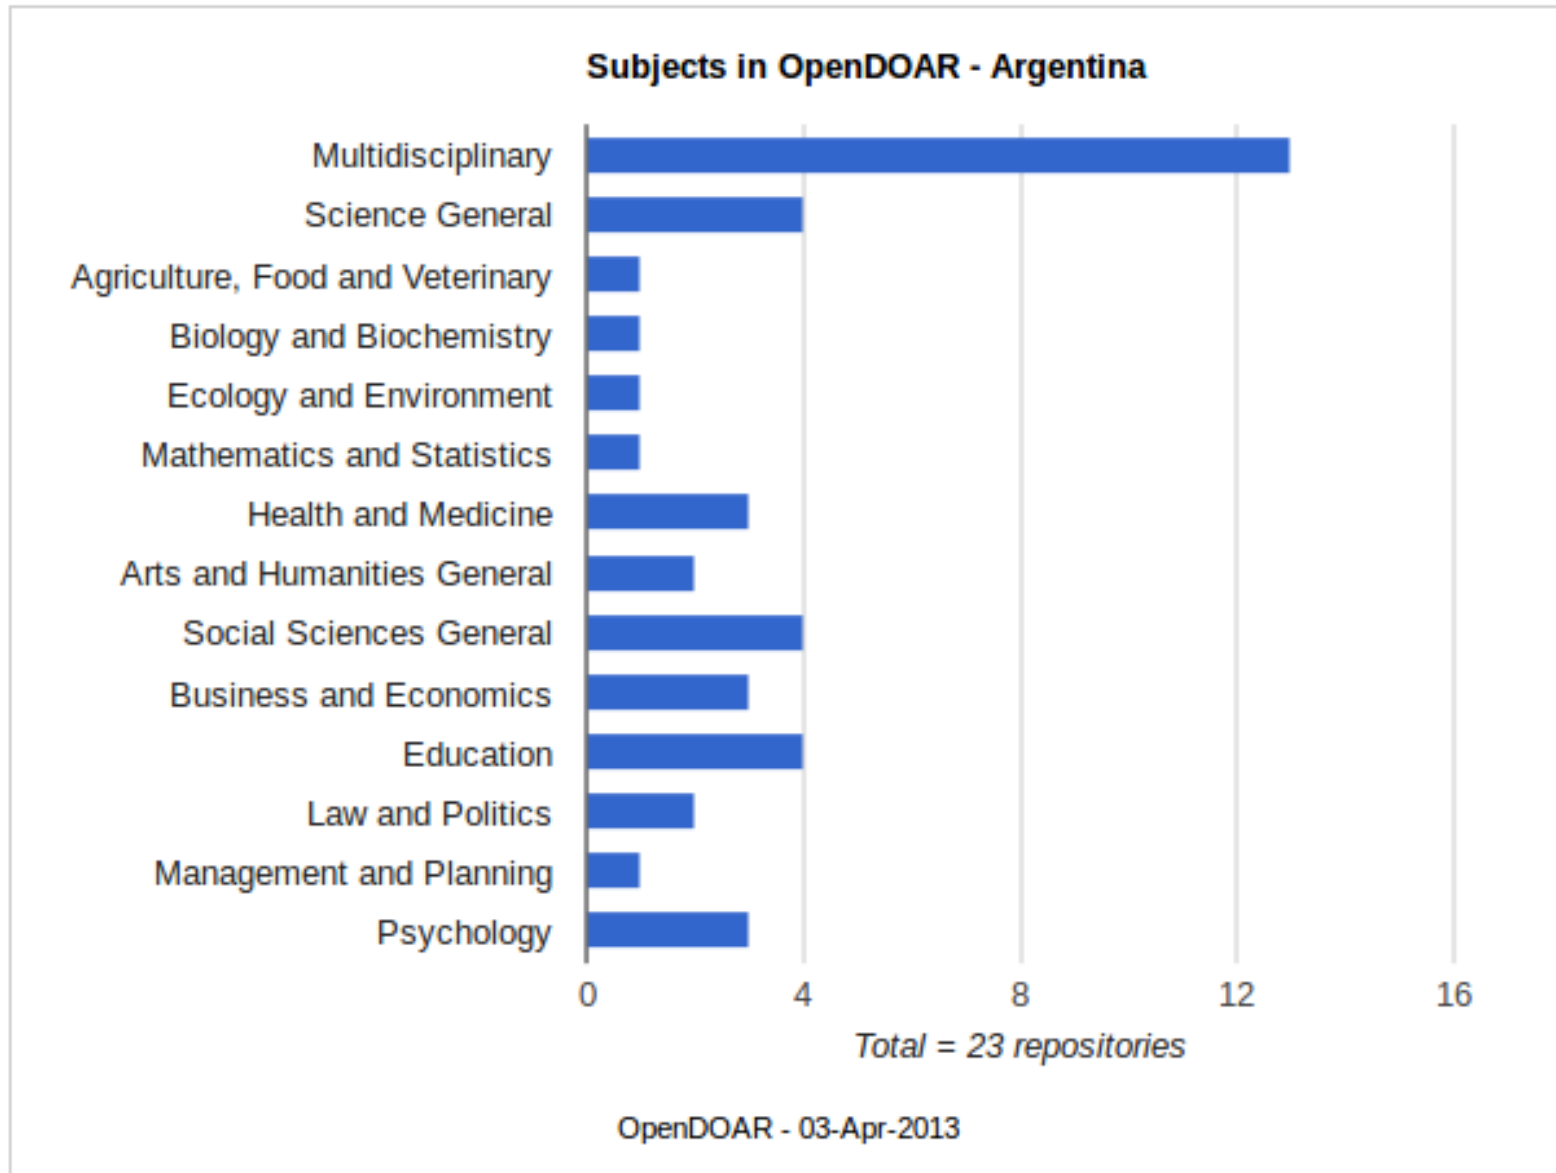 Subjects in OpenDOAR - Argentina
Multidisciplinary
Science General
Agriculture, Food and Veterinary
Biology and Biochemistry
Ecology and Environment
Mathematics and Statistics
Health and Medicine
Arts and Humanities General
Social Sciences General
Business and Economics
Education
Law and Politics
Management and Planning
Psychology
0 4 8 12 16
Total = 23 repositories
OpenDOAR - 03-Apr-2013